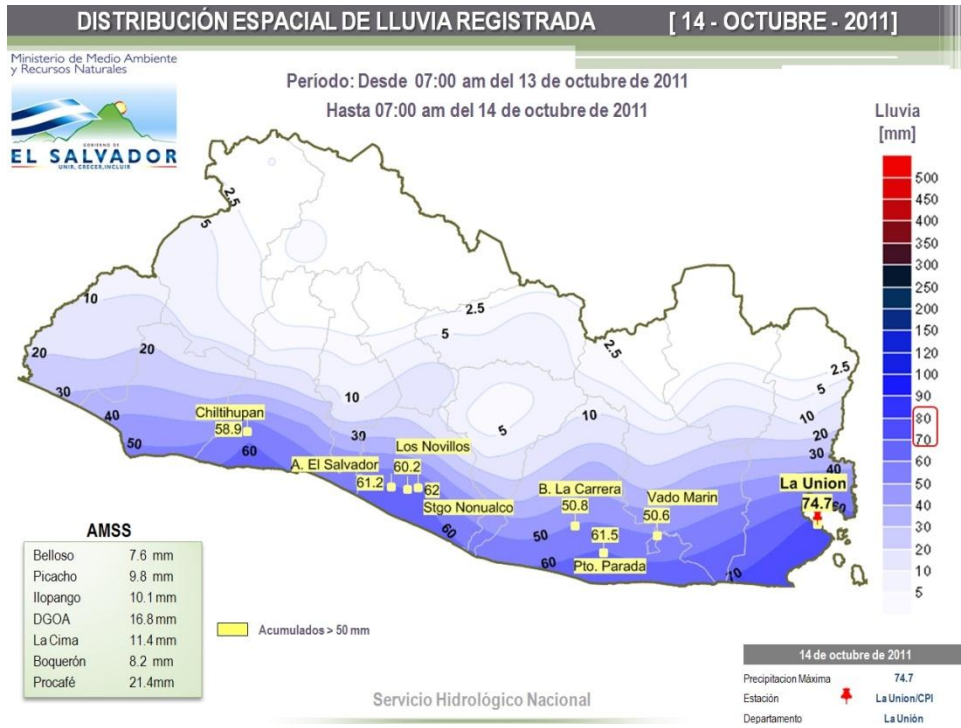 DISTRIBUCIÓN ESPACIAL DE LLUVIA REGISTRADA [ 14 - OCTUBRE - 2011]
Ministerio de Medio Ambiente
y Recursos Naturales
GOBIERNO DE
EL SALVADOR
UNIR, CRECER, INCLUIR
Período: Desde 07:00 am del 13 de octubre de 2011
Hasta 07:00 am del 14 de octubre de 2011
Lluvia
[mm]
500
450
400
350
300
250
200
150
120
100
90
80
70
60
50
40
30
20
10
5
2.5
5
10
20
30
40
50
20
2.5
5
10
30
5
10
2.5
2.5
5
10
20
30
40
60
Chiltihupan
58.9
60
Los Novillos
A. El Salvador
60.2
61.2
62
Stgo Nonualco
60
B. La Carrera
50.8
50
61.5
60
Pto. Parada
Vado Marin
50.6
70
La Union
74.7
AMSS
Belloso 7.6 mm
Picacho 9.8 mm
Ilopango 10.1 mm
DGOA 16.8 mm
La Cima 11.4 mm
Boquerón 8.2 mm
Procafé 21.4mm
Acumulados > 50 mm
Servicio Hidrológico Nacional
14 de octubre de 2011
Precipitacion Máxima 74.7
Estación La Union/CPI
Departamento La Unión